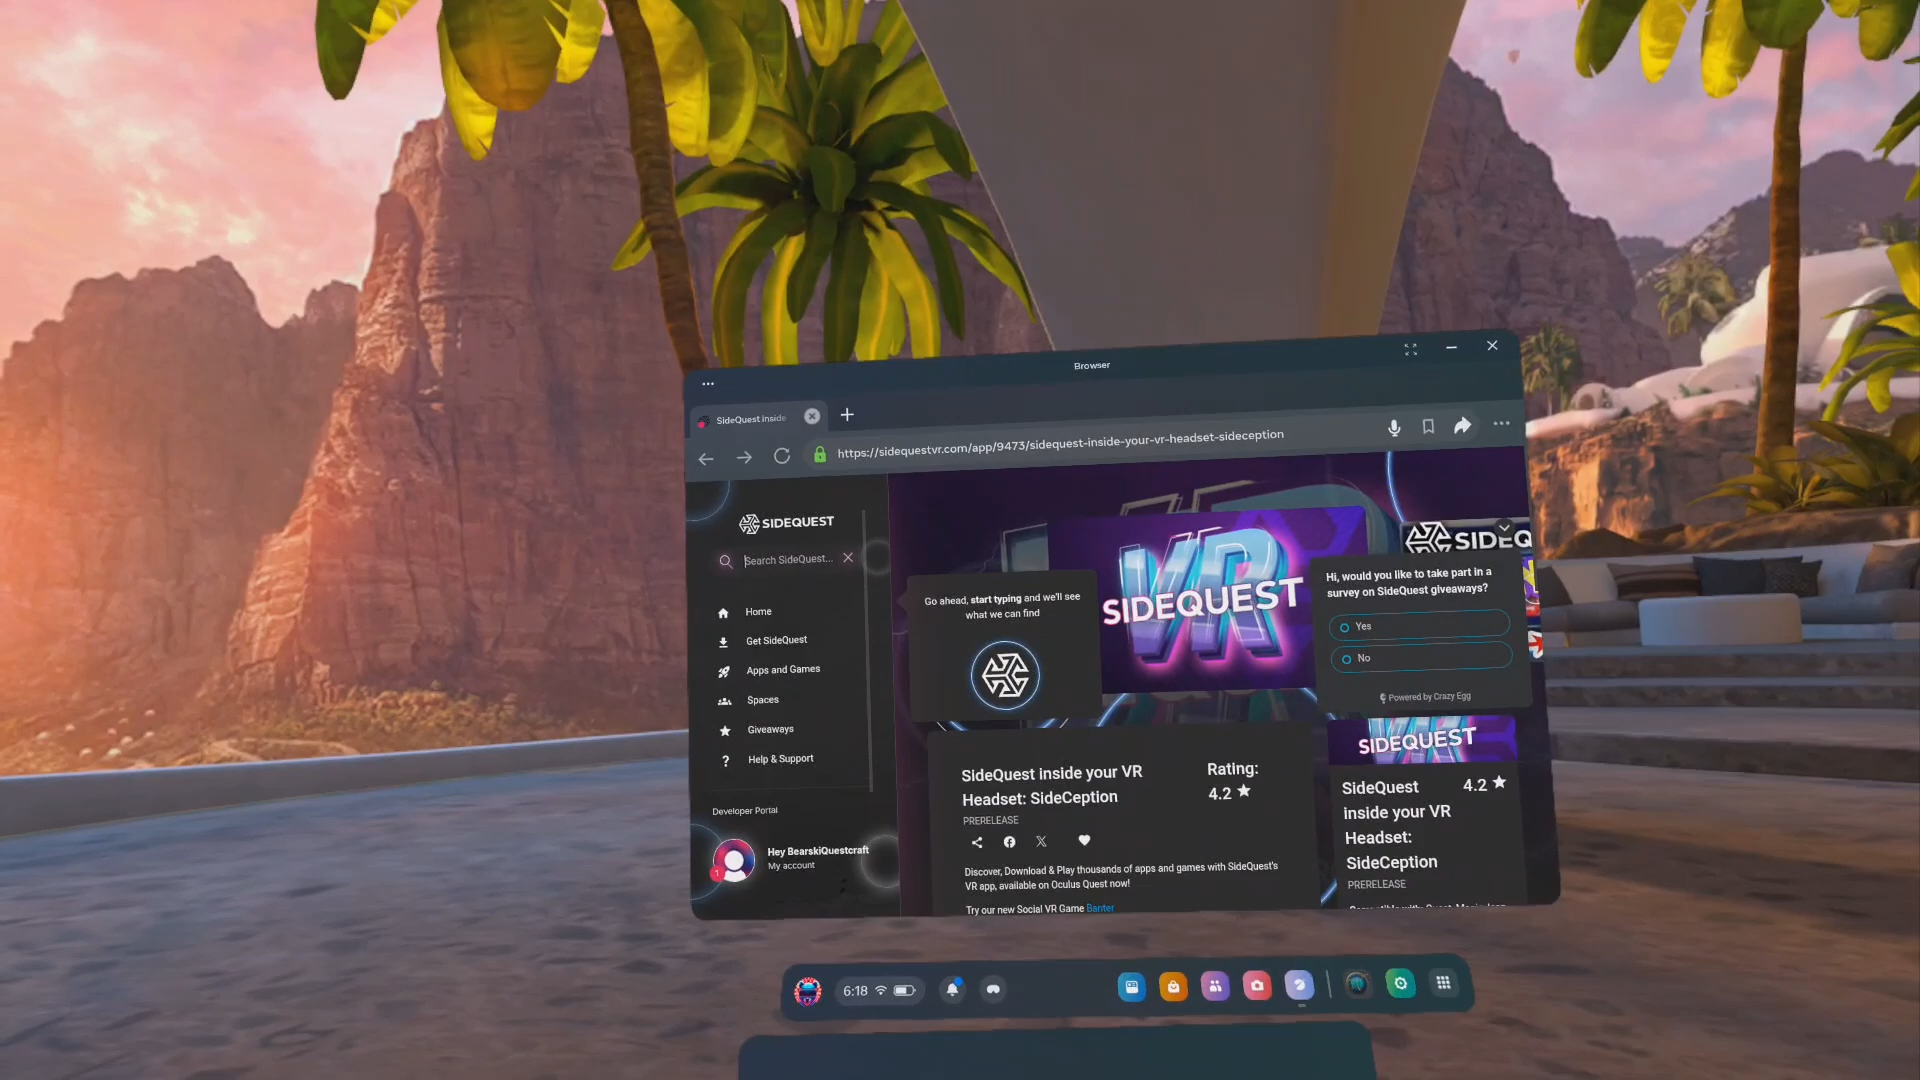 Browser
SideQuest inside
https://sidequestvr.com/app/9473/sidequest-inside-your-vr-headset-sideception
SIDEQUEST
Search SideQuest...
Home
Get SideQuest
Apps and Games
Spaces
Giveaways
Help & Support
Developer Portal
Hey BearskiQuestcraft
My account
1
Go ahead, start typing and we'll see
what we can find
VR
SIDEQUEST
SIDEQ
Hi, would you like to take part in a
survey on SideQuest giveaways?
Yes
No
Powered by Crazy Egg
SideQuest inside your VR
Headset: SideCeption
PRERELEASE
Rating:
4.2
Discover, Download & Play thousands of apps and games with SideQuest's
VR app, available on Oculus Quest now!
Try our new Social VR Game Banter
SIDEQUEST
SideQuest
inside your VR
Headset:
SideCeption
4.2
PRERELEASE
6:18